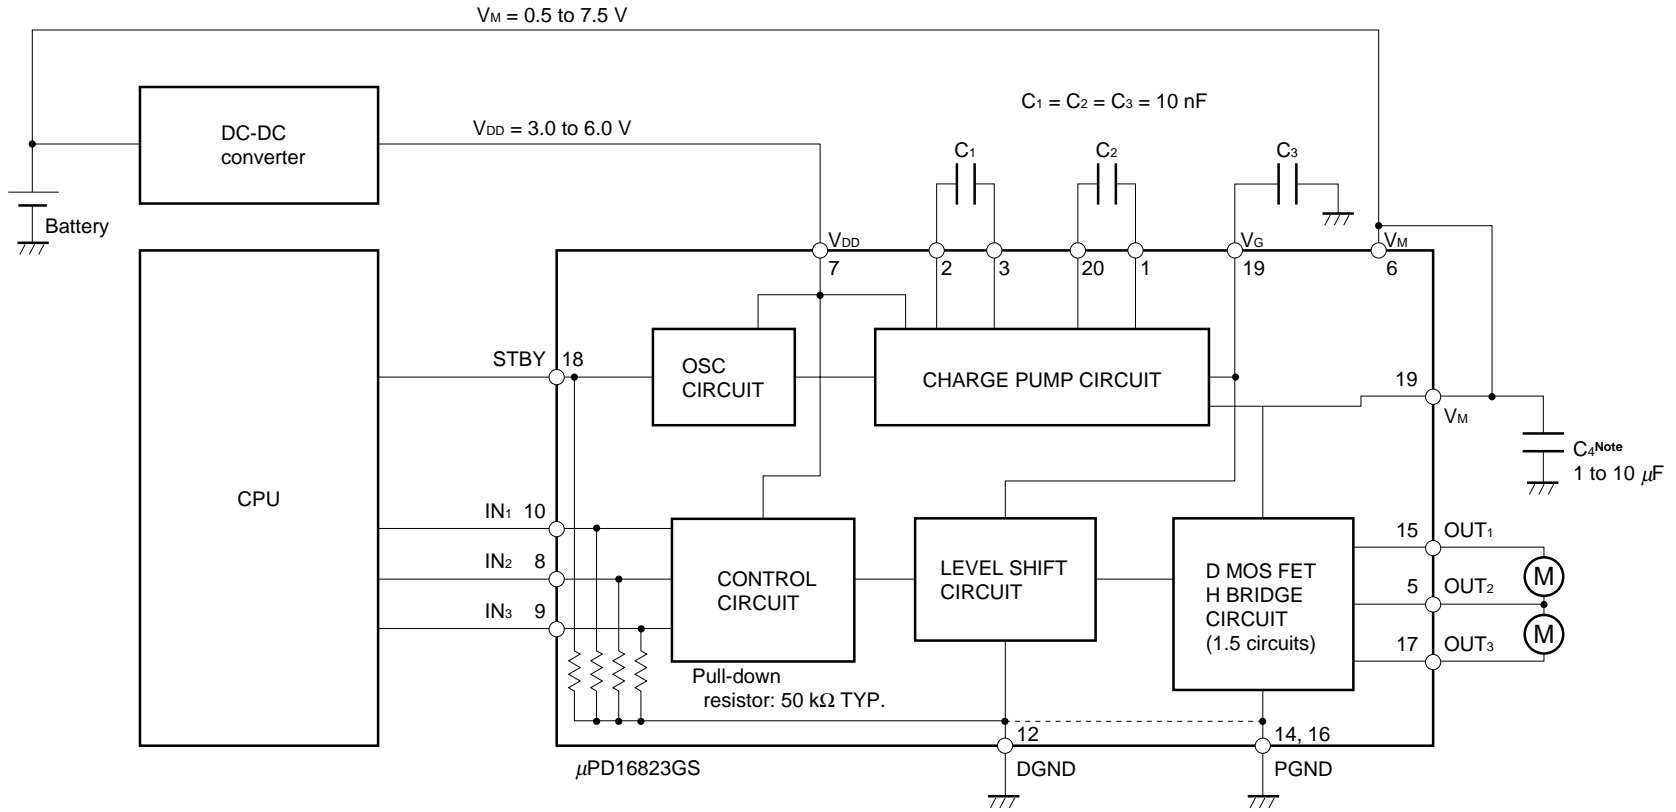 VM = 0.5 to 7.5 V
C1 = C2 = C3 = 10 nF
DC-DC
converter
VDD = 3.0 to 6.0 V
C1
C2
C3
Battery
VDD
VG
VM
7
2
3
20
1
19
6
STBY 18
OSC
CIRCUIT
CHARGE PUMP CIRCUIT
19
VM
C4Note
1 to 10 µF
CPU
IN1 10
IN2 8
IN3 9
CONTROL
CIRCUIT
LEVEL SHIFT
CIRCUIT
D MOS FET
H BRIDGE
CIRCUIT
(1.5 circuits)
15 OUT1
M
5 OUT2
M
17 OUT3
Pull-down
resistor: 50 kΩ TYP.
12
14, 16
µPD16823GS
DGND
PGND